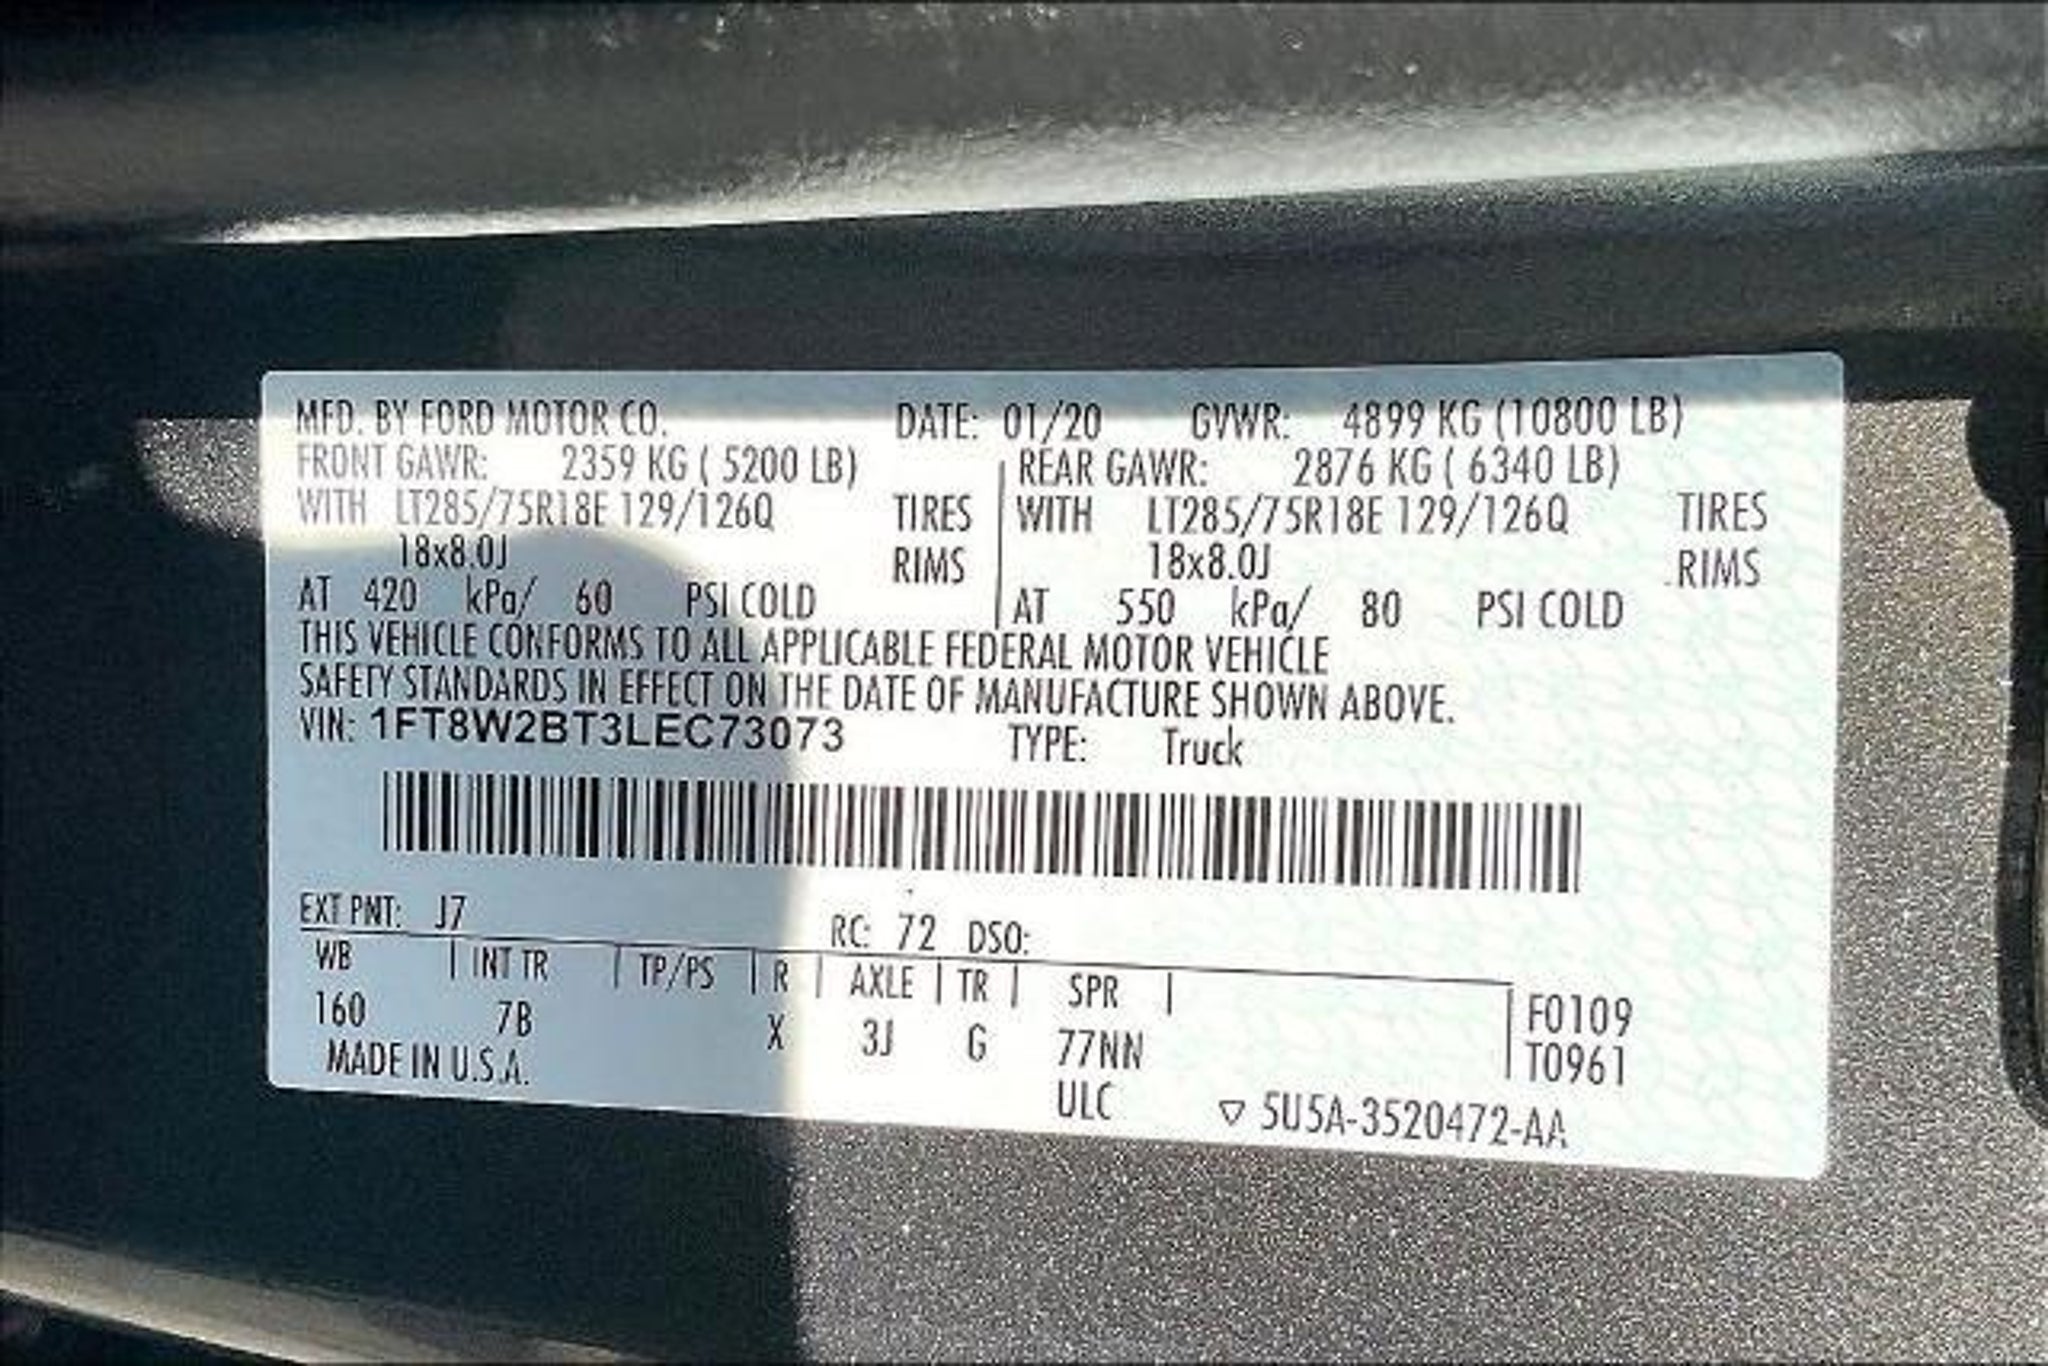 MFD. BY FORD MOTOR CO. DATE: 01/20 GVWR: 4899 KG (10800 LB)
FRONT GAWR: 2359 KG ( 5200 LB) REAR GAWR: 2876 KG ( 6340 LB)
WITH LT285/75R18E 129/126Q TIRES WITH LT285/75R18E 129/126Q TIRES
18x8.0J RIMS 18x8.0J RIMS
AT 420 kPa/ 60 PSI COLD AT 550 kPa/ 80 PSI COLD
THIS VEHICLE CONFORMS TO ALL APPLICABLE FEDERAL MOTOR VEHICLE
SAFETY STANDARDS IN EFFECT ON THE DATE OF MANUFACTURE SHOWN ABOVE.
VIN: 1FT8W2BT3LEC73073 TYPE: Truck
EXT PNT: J7 RC: 72 DSO:
WB | INT TR | TP/PS | R | AXLE | TR | SPR |
160 7B X 3J G 77NN F0109
MADE IN U.S.A. T0961
ULC ▽ 5U5A-3520472-AA